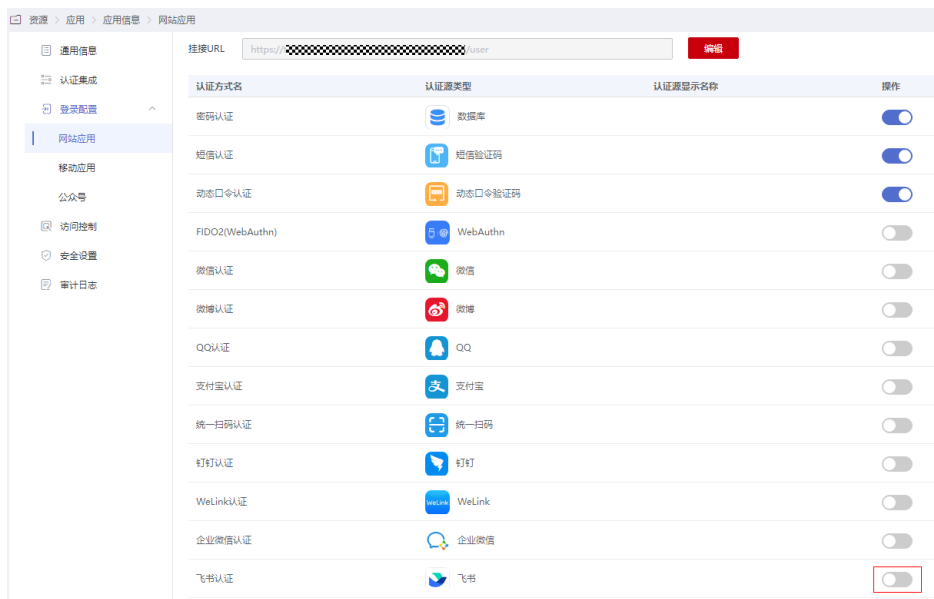 资源 > 应用 > 应用信息 > 网站应用
通用信息
认证集成
登录配置
网站应用
移动应用
公众号
访问控制
安全设置
审计日志
挂接URL https:// /user 编辑
认证方式名 认证源类型 认证源显示名称 操作
密码认证 数据库
短信认证 短信验证码
动态口令认证 动态口令验证码
FIDO2(WebAuthn) WebAuthn
微信认证 微信
微博认证 微博
QQ认证 QQ
支付宝认证 支 支付宝
统一扫码认证 统一扫码
钉钉认证 钉钉
WeLink认证 WeLink WeLink
企业微信认证 企业微信
飞书认证 飞书